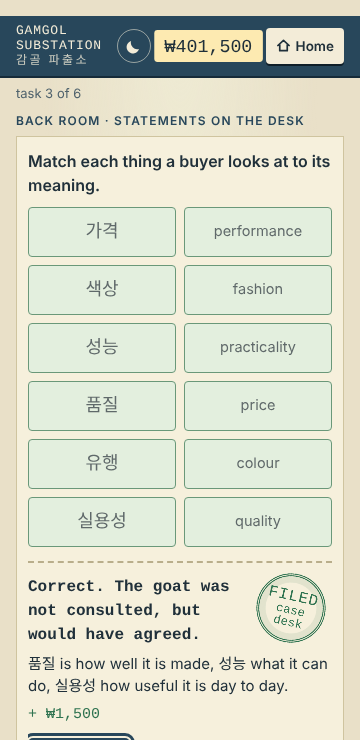 GAMGOL
SUBSTATION
감골 파출소
₩401,500
Home
task 3 of 6
BACK ROOM · STATEMENTS ON THE DESK
Match each thing a buyer looks at to its
meaning.
가격
performance
색상
fashion
성능
practicality
품질
price
유행
colour
실용성
quality
Correct. The goat was
not consulted, but
would have agreed.
FILED
case
desk
품질 is how well it is made, 성능 what it can
do, 실용성 how useful it is day to day.
+ ₩1,500